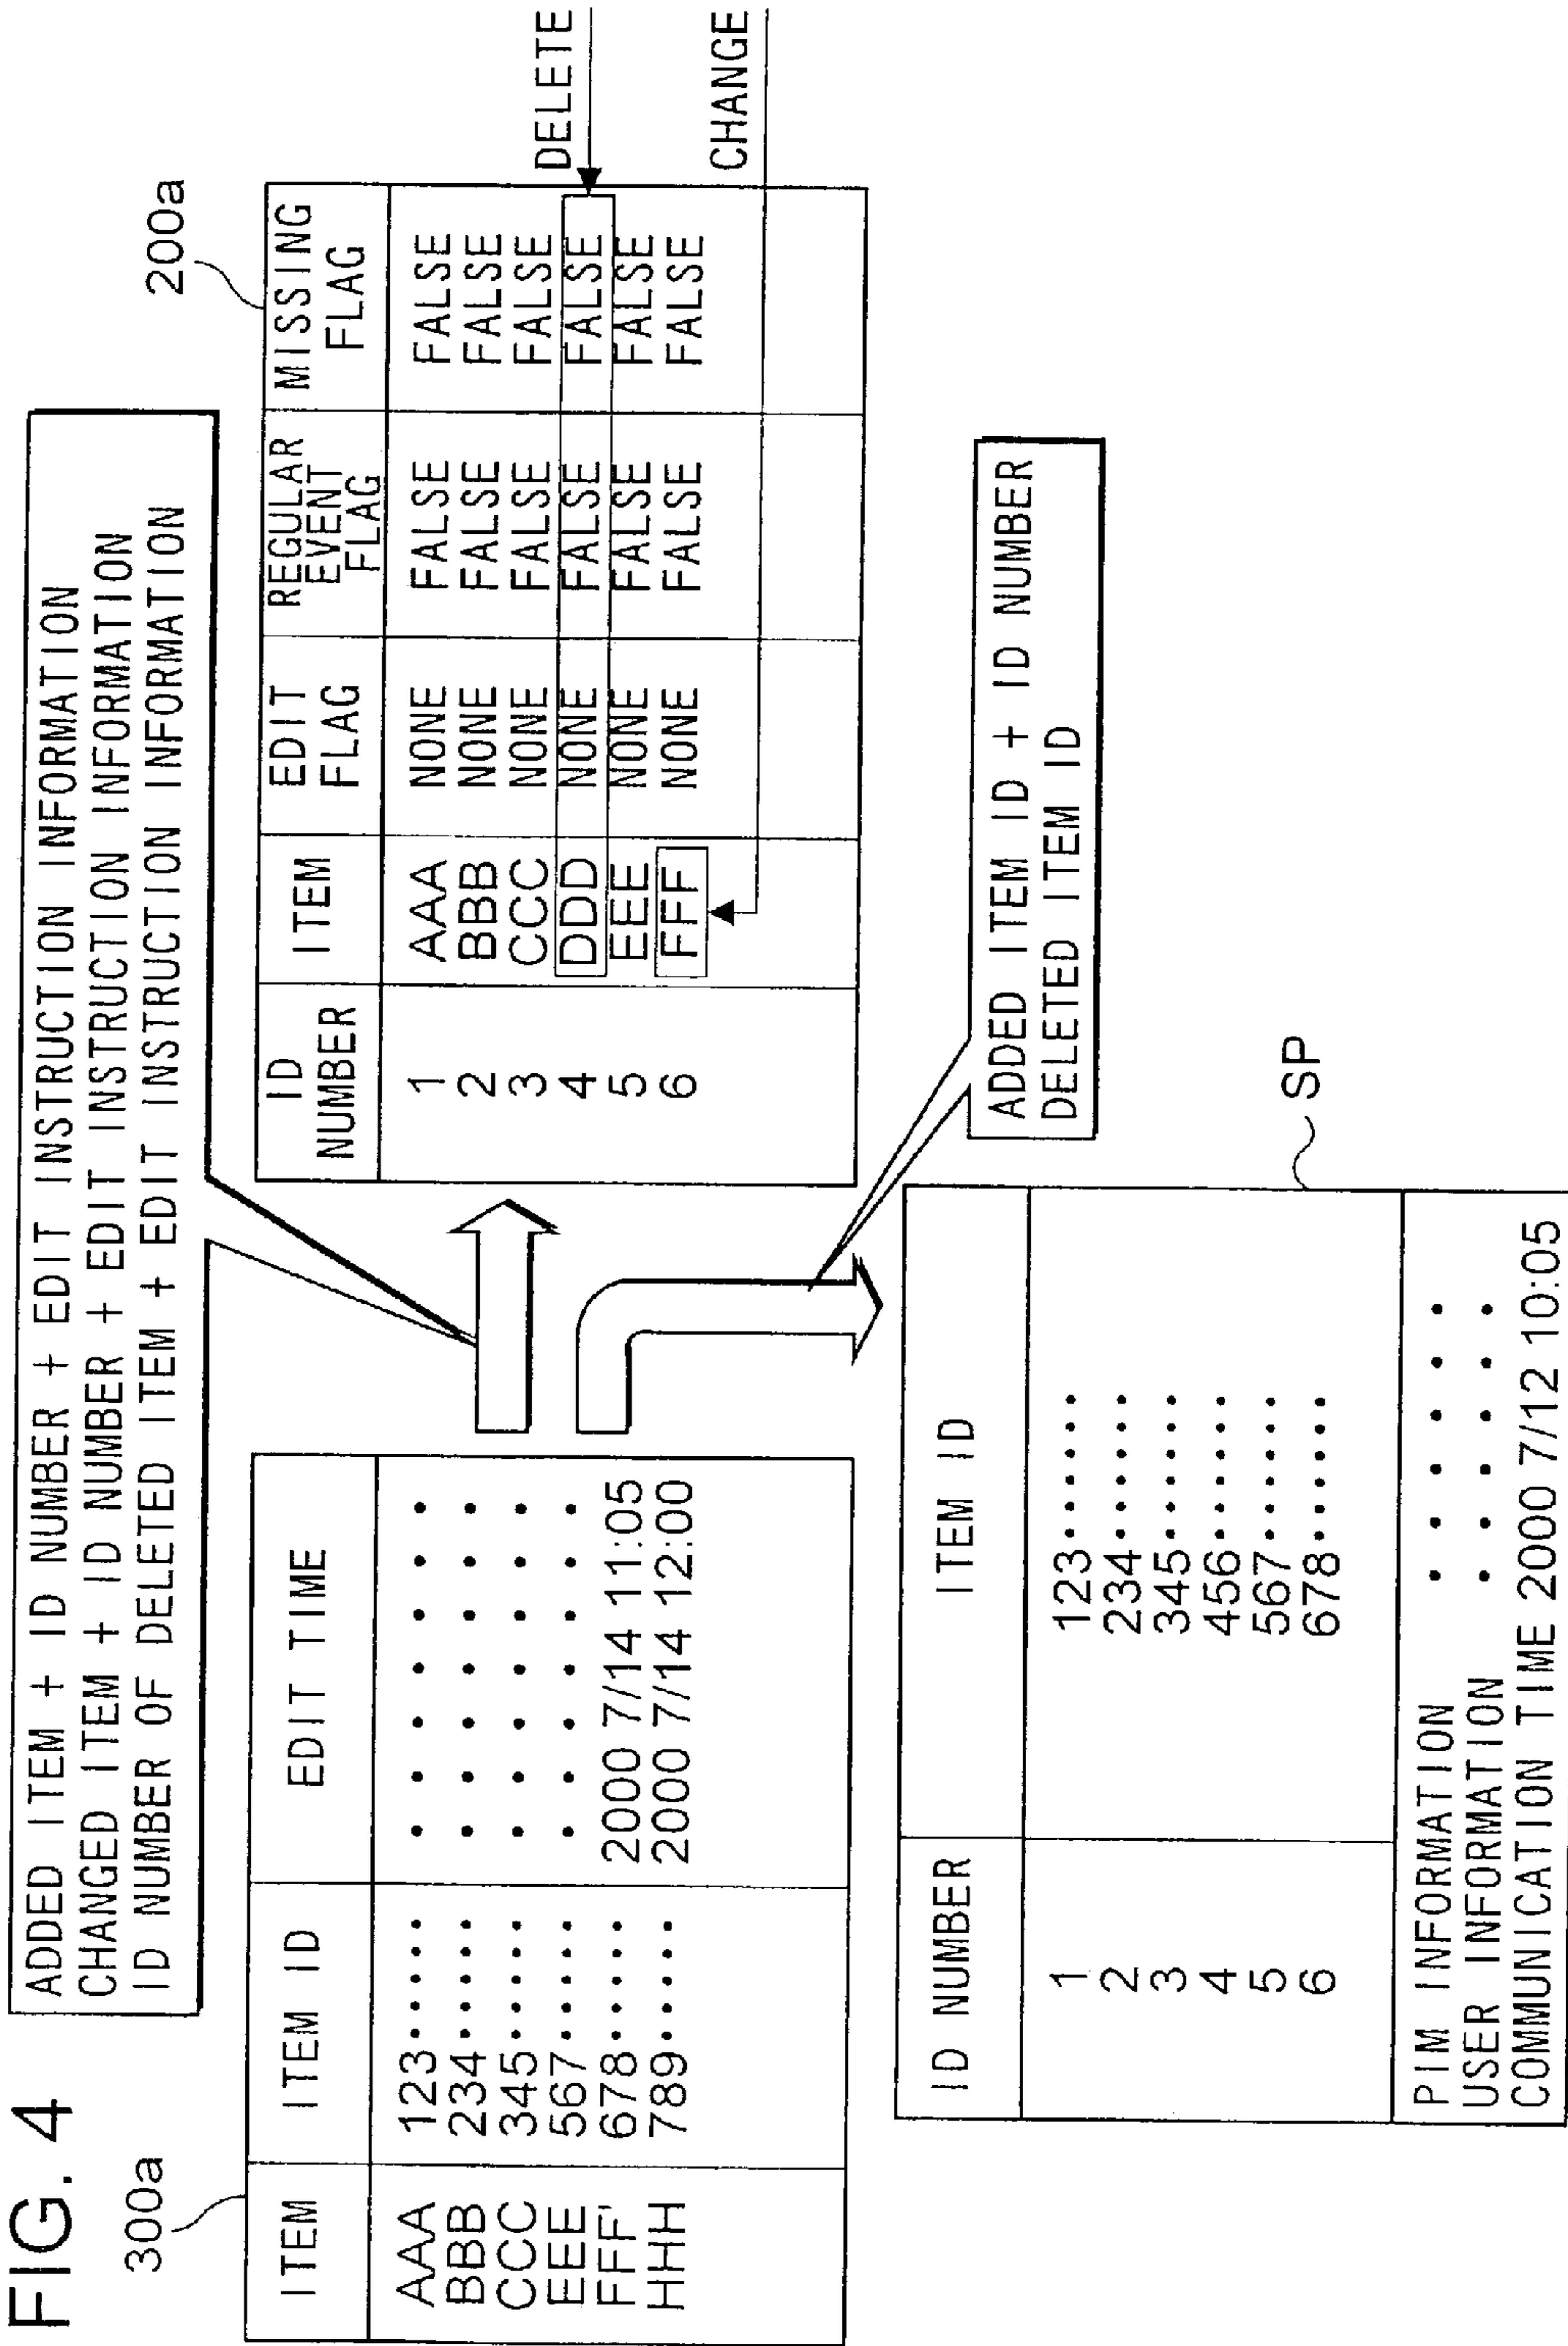 FIG. 4
ADDED ITEM + ID NUMBER + EDIT INSTRUCTION INFORMATION
CHANGED ITEM + ID NUMBER + EDIT INSTRUCTION INFORMATION
ID NUMBER OF DELETED ITEM + EDIT INSTRUCTION INFORMATION
300a
ITEM ITEM ID EDIT TIME
AAA 123...... .......
BBB 234...... .......
CCC 345...... .......
EEE 567...... .......
FFF' 678...... 2000 7/14 11:05
HHH 789...... 2000 7/14 12:00
200a
ID NUMBER ITEM EDIT FLAG REGULAR EVENT FLAG MISSING FLAG
1 AAA NONE FALSE FALSE
2 BBB NONE FALSE FALSE
3 CCC NONE FALSE FALSE
4 DDD NONE FALSE FALSE
5 EEE NONE FALSE FALSE
6 FFF NONE FALSE FALSE
DELETE
CHANGE
ADDED ITEM ID + ID NUMBER
DELETED ITEM ID
SP
ID NUMBER ITEM ID
1 123......
2 234......
3 345......
4 456......
5 567......
6 678......
PIM INFORMATION ......
USER INFORMATION ......
COMMUNICATION TIME 2000 7/12 10:05